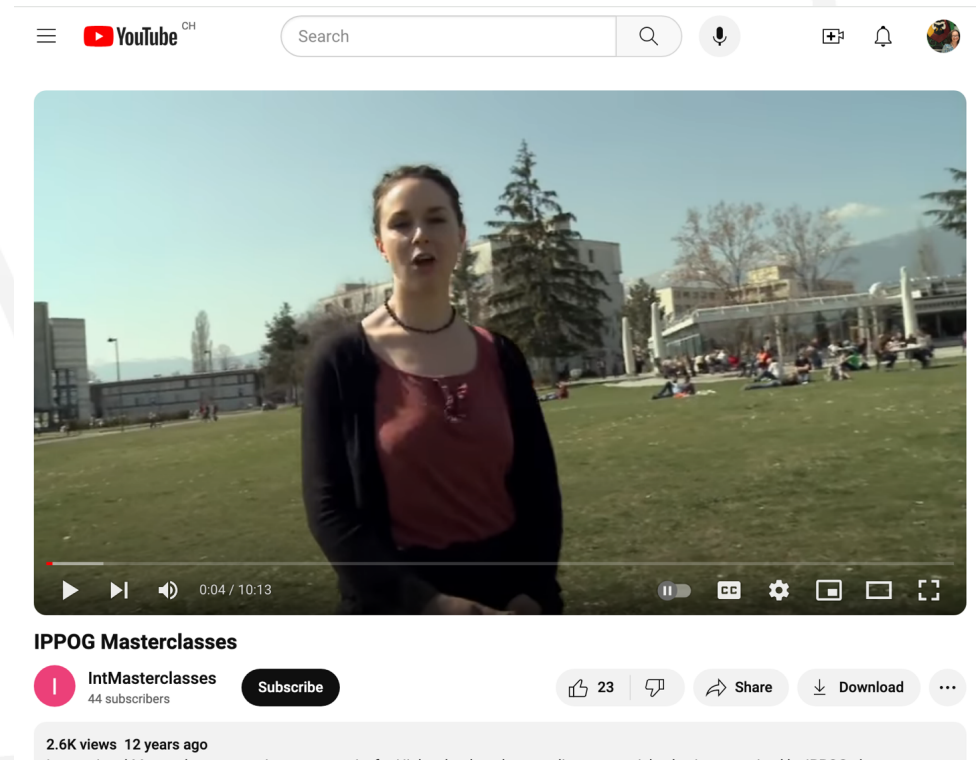 YouTube CH
Search
CC
0:04 / 10:13
IPPOG Masterclasses
I
IntMasterclasses
44 subscribers
Subscribe
23
Share
Download
2.6K views 12 years ago